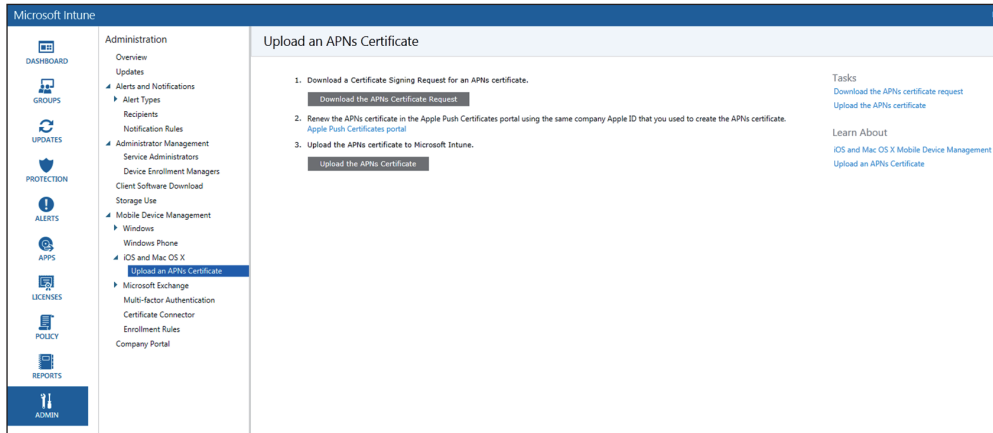 Microsoft Intune
DASHBOARD
GROUPS
UPDATES
PROTECTION
ALERTS
APPS
LICENSES
POLICY
REPORTS
ADMIN
Administration
Overview
Updates
Alerts and Notifications
Alert Types
Recipients
Notification Rules
Administrator Management
Service Administrators
Device Enrollment Managers
Client Software Download
Storage Use
Mobile Device Management
Windows
Windows Phone
iOS and Mac OS X
Upload an APNs Certificate
Microsoft Exchange
Multi-factor Authentication
Certificate Connector
Enrollment Rules
Company Portal
Upload an APNs Certificate
1. Download a Certificate Signing Request for an APNs certificate.
Download the APNs Certificate Request
2. Renew the APNs certificate in the Apple Push Certificates portal using the same company Apple ID that you used to create the APNs certificate.
Apple Push Certificates portal
3. Upload the APNs certificate to Microsoft Intune.
Upload the APNs Certificate
Tasks
Download the APNs certificate request
Upload the APNs certificate
Learn About
iOS and Mac OS X Mobile Device Management
Upload an APNs Certificate